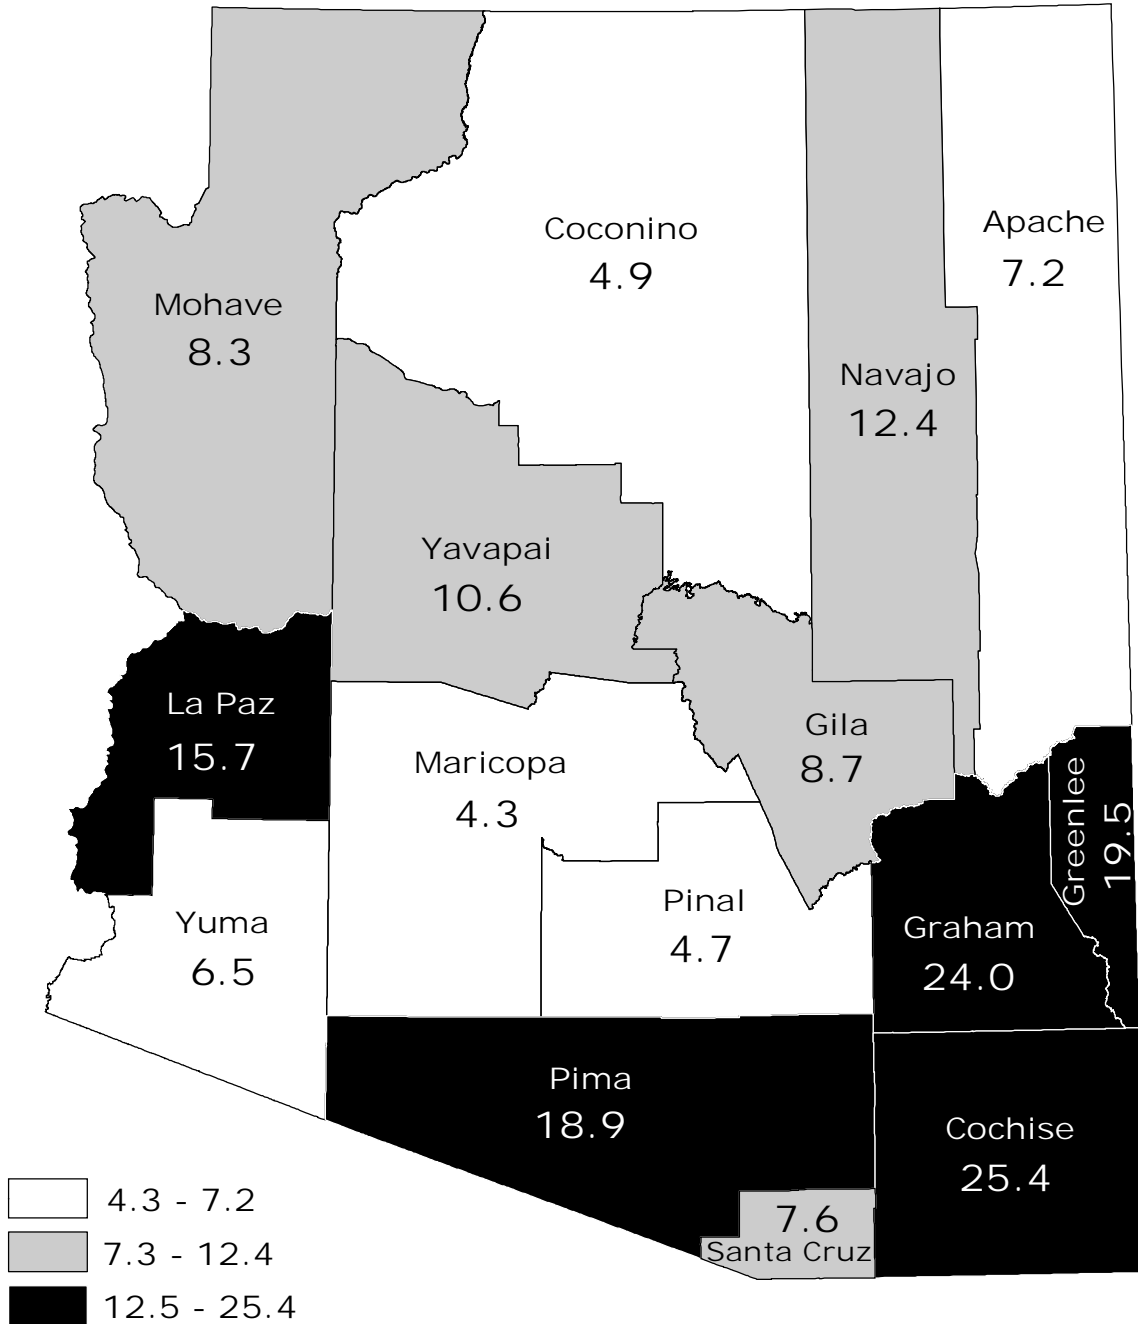 Coconino
4.9
Apache
7.2
Mohave
8.3
Navajo
12.4
Yavapai
10.6
La Paz
15.7
Gila
8.7
Maricopa
4.3
Greenlee
19.5
Pinal
4.7
Yuma
6.5
Graham
24.0
Pima
18.9
Cochise
25.4
7.6
Santa Cruz
4.3 - 7.2
7.3 - 12.4
12.5 - 25.4